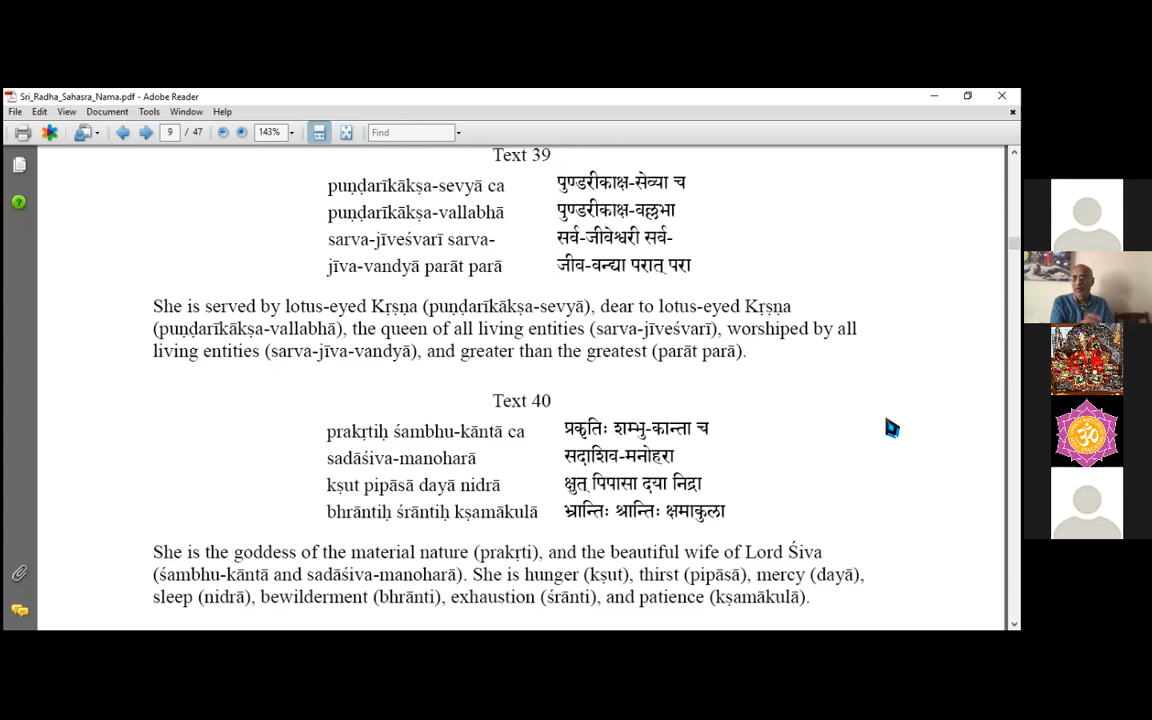 Sri_Radha_Sahasra_Nama.pdf - Adobe Reader
File Edit View Document Tools Window Help
9 / 47 143% Find
Text 39
puṇḍarīkākṣa-sevyā ca पुण्डरीकाक्ष-सेव्या च
puṇḍarīkākṣa-vallabhā पुण्डरीकाक्ष-वल्लभा
sarva-jīveśvarī sarva- सर्व-जीवेश्वरी सर्व-
jīva-vandyā parāt parā जीव-वन्द्या परात् परा
She is served by lotus-eyed Kṛṣṇa (puṇḍarīkākṣa-sevyā), dear to lotus-eyed Kṛṣṇa
(puṇḍarīkākṣa-vallabhā), the queen of all living entities (sarva-jīveśvarī), worshiped by all
living entities (sarva-jīva-vandyā), and greater than the greatest (parāt parā).
Text 40
prakṛtiḥ śambhu-kāntā ca प्रकृतिः शम्भु-कान्ता च
sadāśiva-manoharā सदाशिव-मनोहरा
kṣut pipāsā dayā nidrā क्षुत् पिपासा दया निद्रा
bhrāntiḥ śrāntiḥ kṣamākulā भ्रान्तिः श्रान्तिः क्षमाकुला
She is the goddess of the material nature (prakṛti), and the beautiful wife of Lord Śiva
(śambhu-kāntā and sadāśiva-manoharā). She is hunger (kṣut), thirst (pipāsā), mercy (dayā),
sleep (nidrā), bewilderment (bhrānti), exhaustion (śrānti), and patience (kṣamākulā).
ॐ